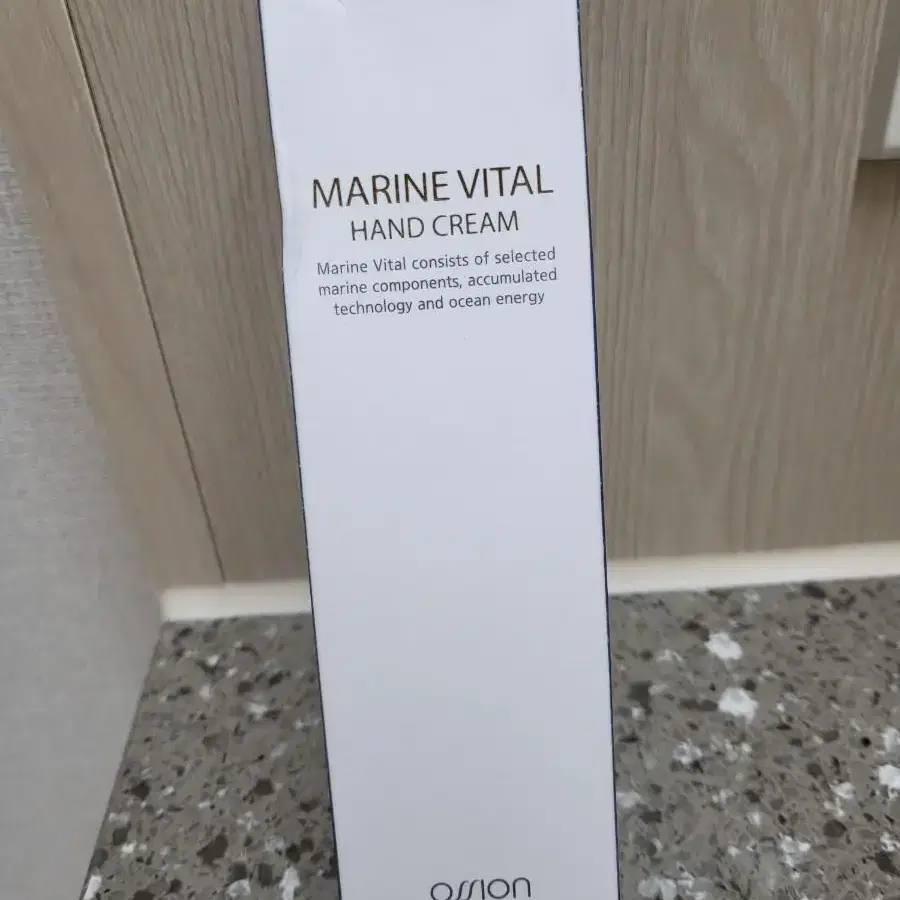 MARINE VITAL
HAND CREAM
Marine Vital consists of selected
marine components, accumulated
technology and ocean energy
ossion